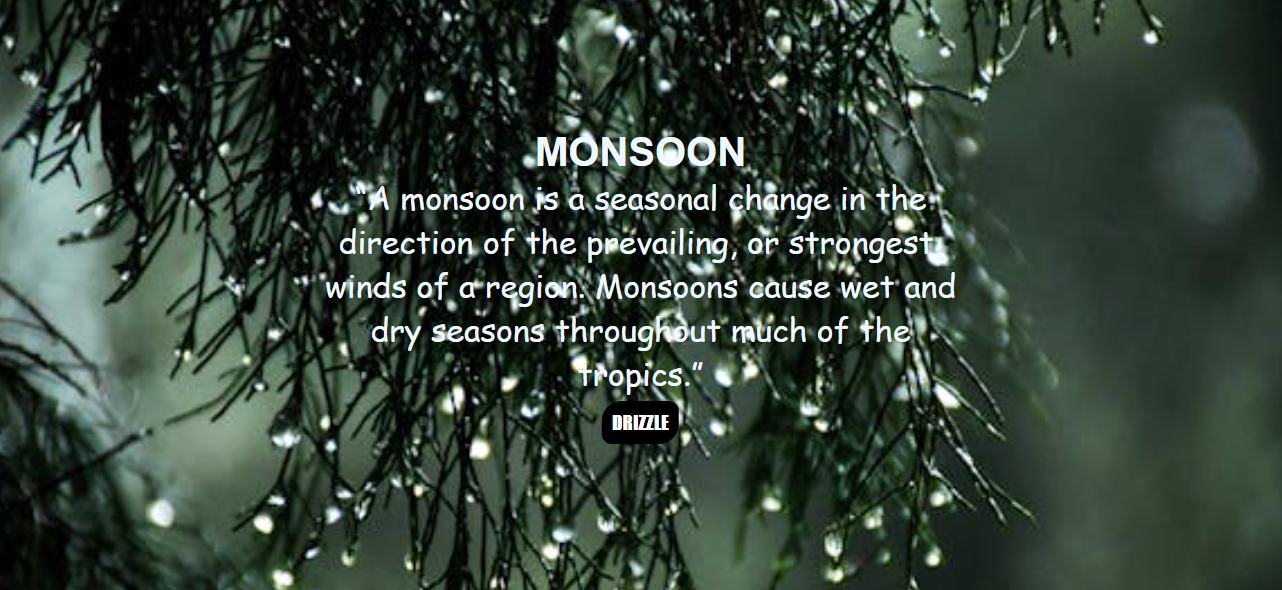 MONSOON
“A monsoon is a seasonal change in the
direction of the prevailing, or strongest,
winds of a region. Monsoons cause wet and
dry seasons throughout much of the
tropics.”
DRIZZLE